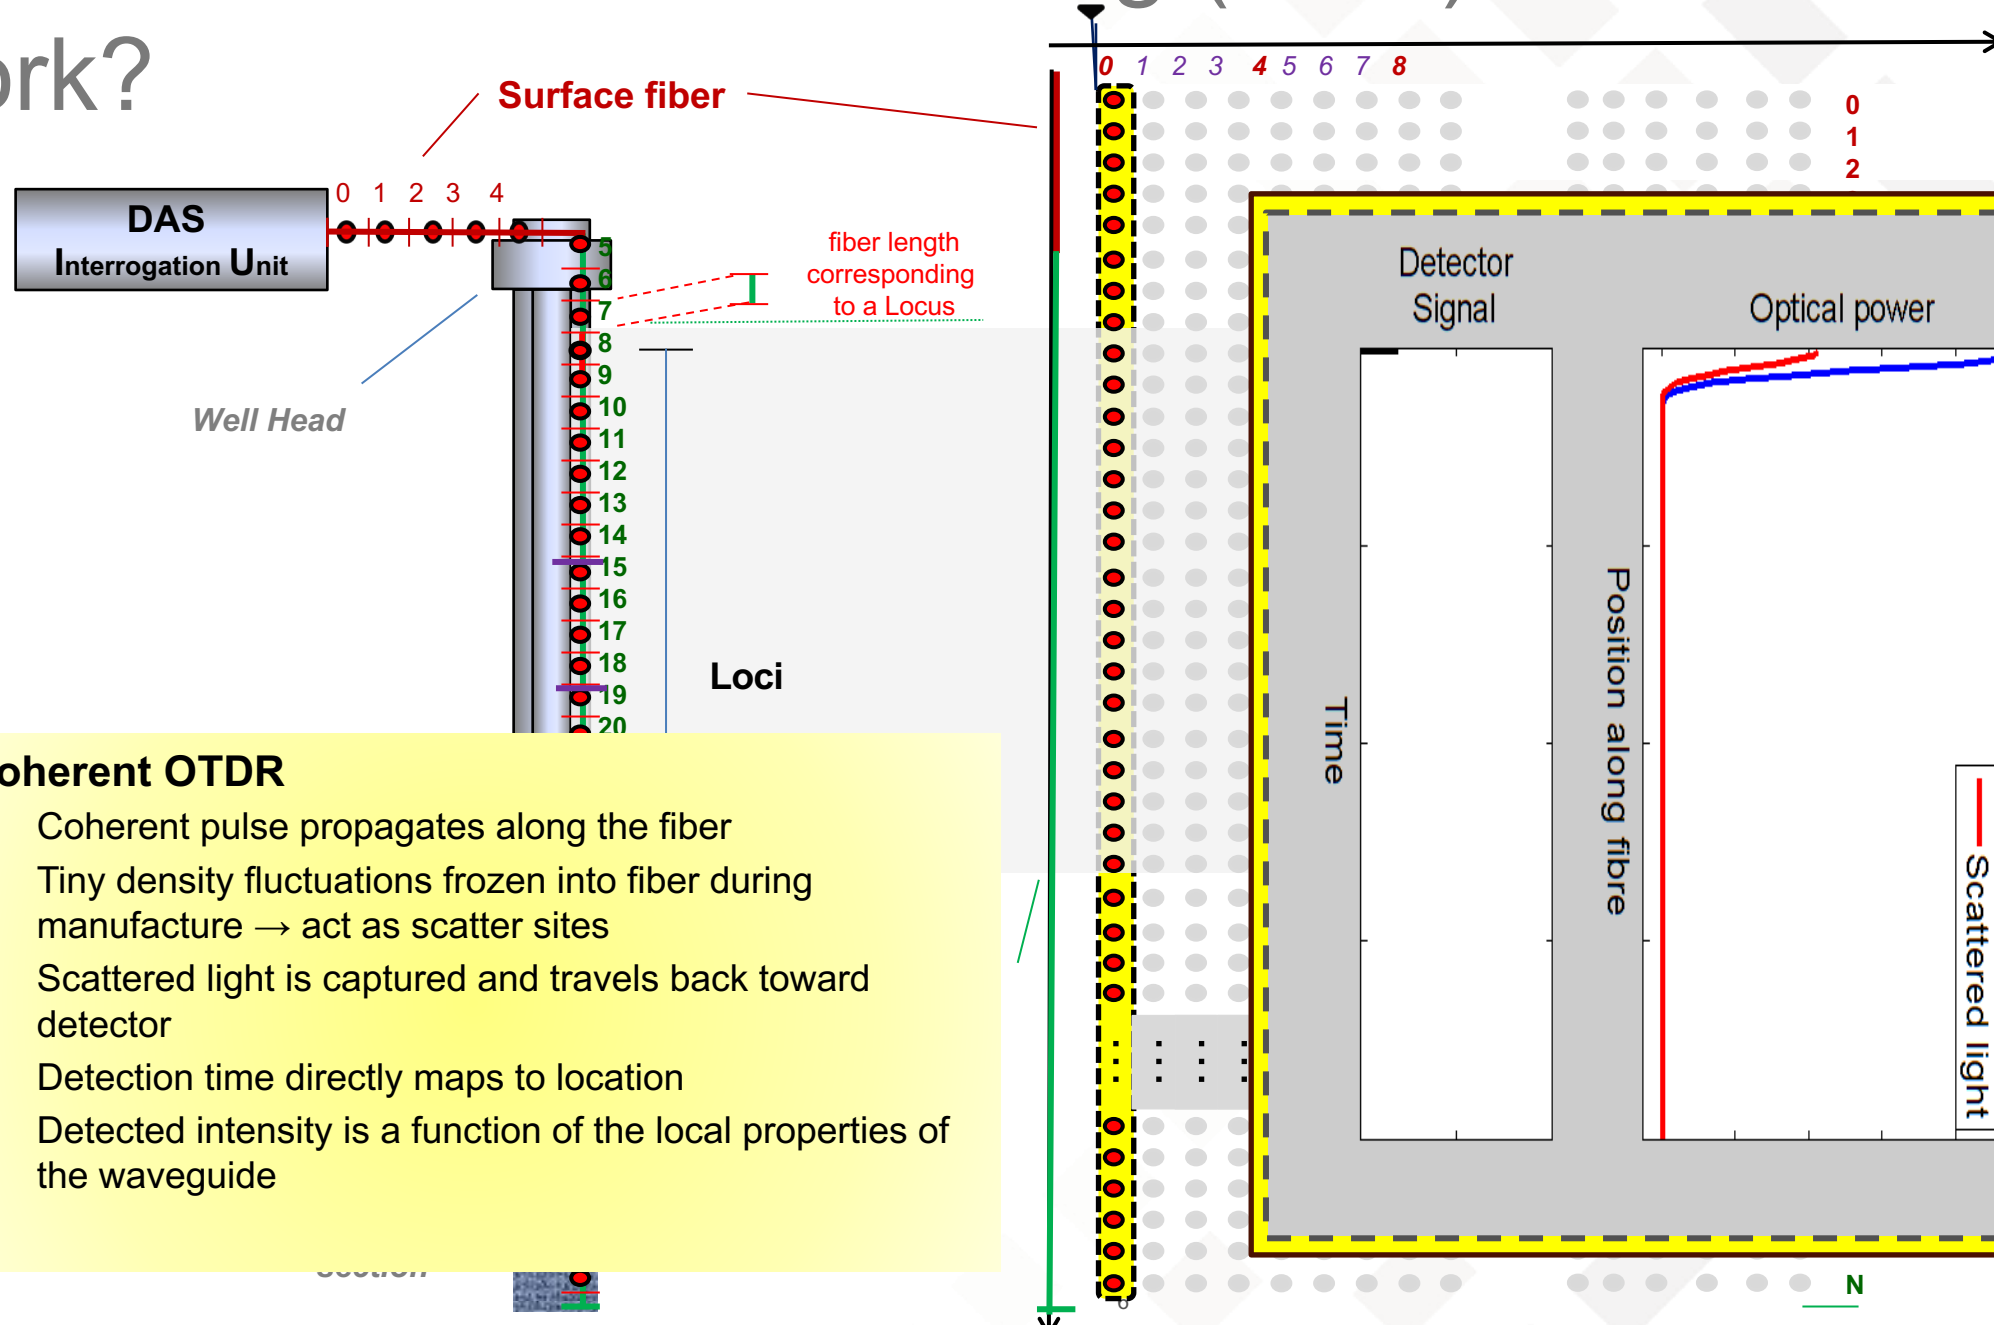 ork?
0 1 2 3 4 5 6 7 8
Surface fiber
0
1
2
DAS
Interrogation Unit
0 1 2 3 4
5
6
7
8
9
10
11
12
13
14
15
16
17
18
19
20
fiber length
corresponding
to a Locus
Well Head
Loci
Detector
Signal
Optical power
Time
Position along fibre
Scattered light
oherent OTDR
Coherent pulse propagates along the fiber
Tiny density fluctuations frozen into fiber during
manufacture → act as scatter sites
Scattered light is captured and travels back toward
detector
Detection time directly maps to location
Detected intensity is a function of the local properties of
the waveguide
section
N